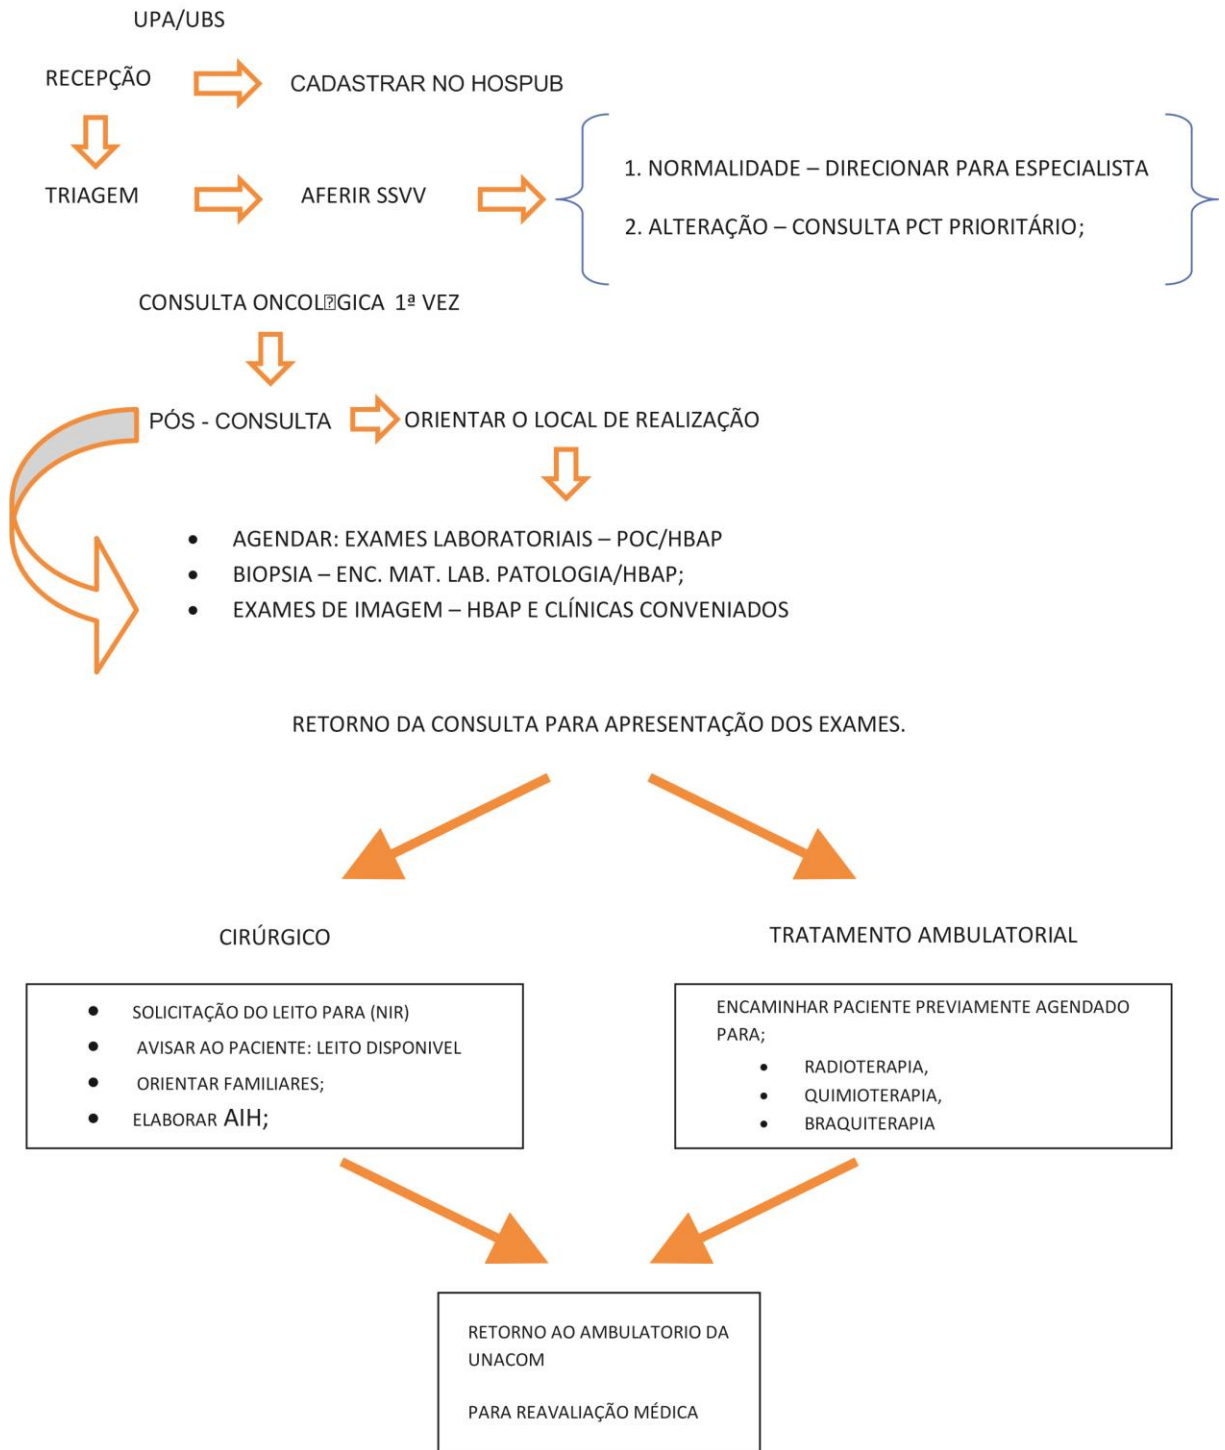 UPA/UBS
RECEPÇÃO
CADASTRAR NO HOSPUB
TRIAGEM
AFERIR SSVV
1. NORMALIDADE – DIRECIONAR PARA ESPECIALISTA
2. ALTERAÇÃO – CONSULTA PCT PRIORITÁRIO;
CONSULTA ONCOL⍰GICA 1ª VEZ
PÓS - CONSULTA
ORIENTAR O LOCAL DE REALIZAÇÃO
• AGENDAR: EXAMES LABORATORIAIS – POC/HBAP
• BIOPSIA – ENC. MAT. LAB. PATOLOGIA/HBAP;
• EXAMES DE IMAGEM – HBAP E CLÍNICAS CONVENIADOS
RETORNO DA CONSULTA PARA APRESENTAÇÃO DOS EXAMES.
CIRÚRGICO
• SOLICITAÇÃO DO LEITO PARA (NIR)
• AVISAR AO PACIENTE: LEITO DISPONIVEL
• ORIENTAR FAMILIARES;
• ELABORAR AIH;
TRATAMENTO AMBULATORIAL
ENCAMINHAR PACIENTE PREVIAMENTE AGENDADO
PARA;
• RADIOTERAPIA,
• QUIMIOTERAPIA,
• BRAQUITERAPIA
RETORNO AO AMBULATORIO DA
UNACOM
PARA REAVALIAÇÃO MÉDICA